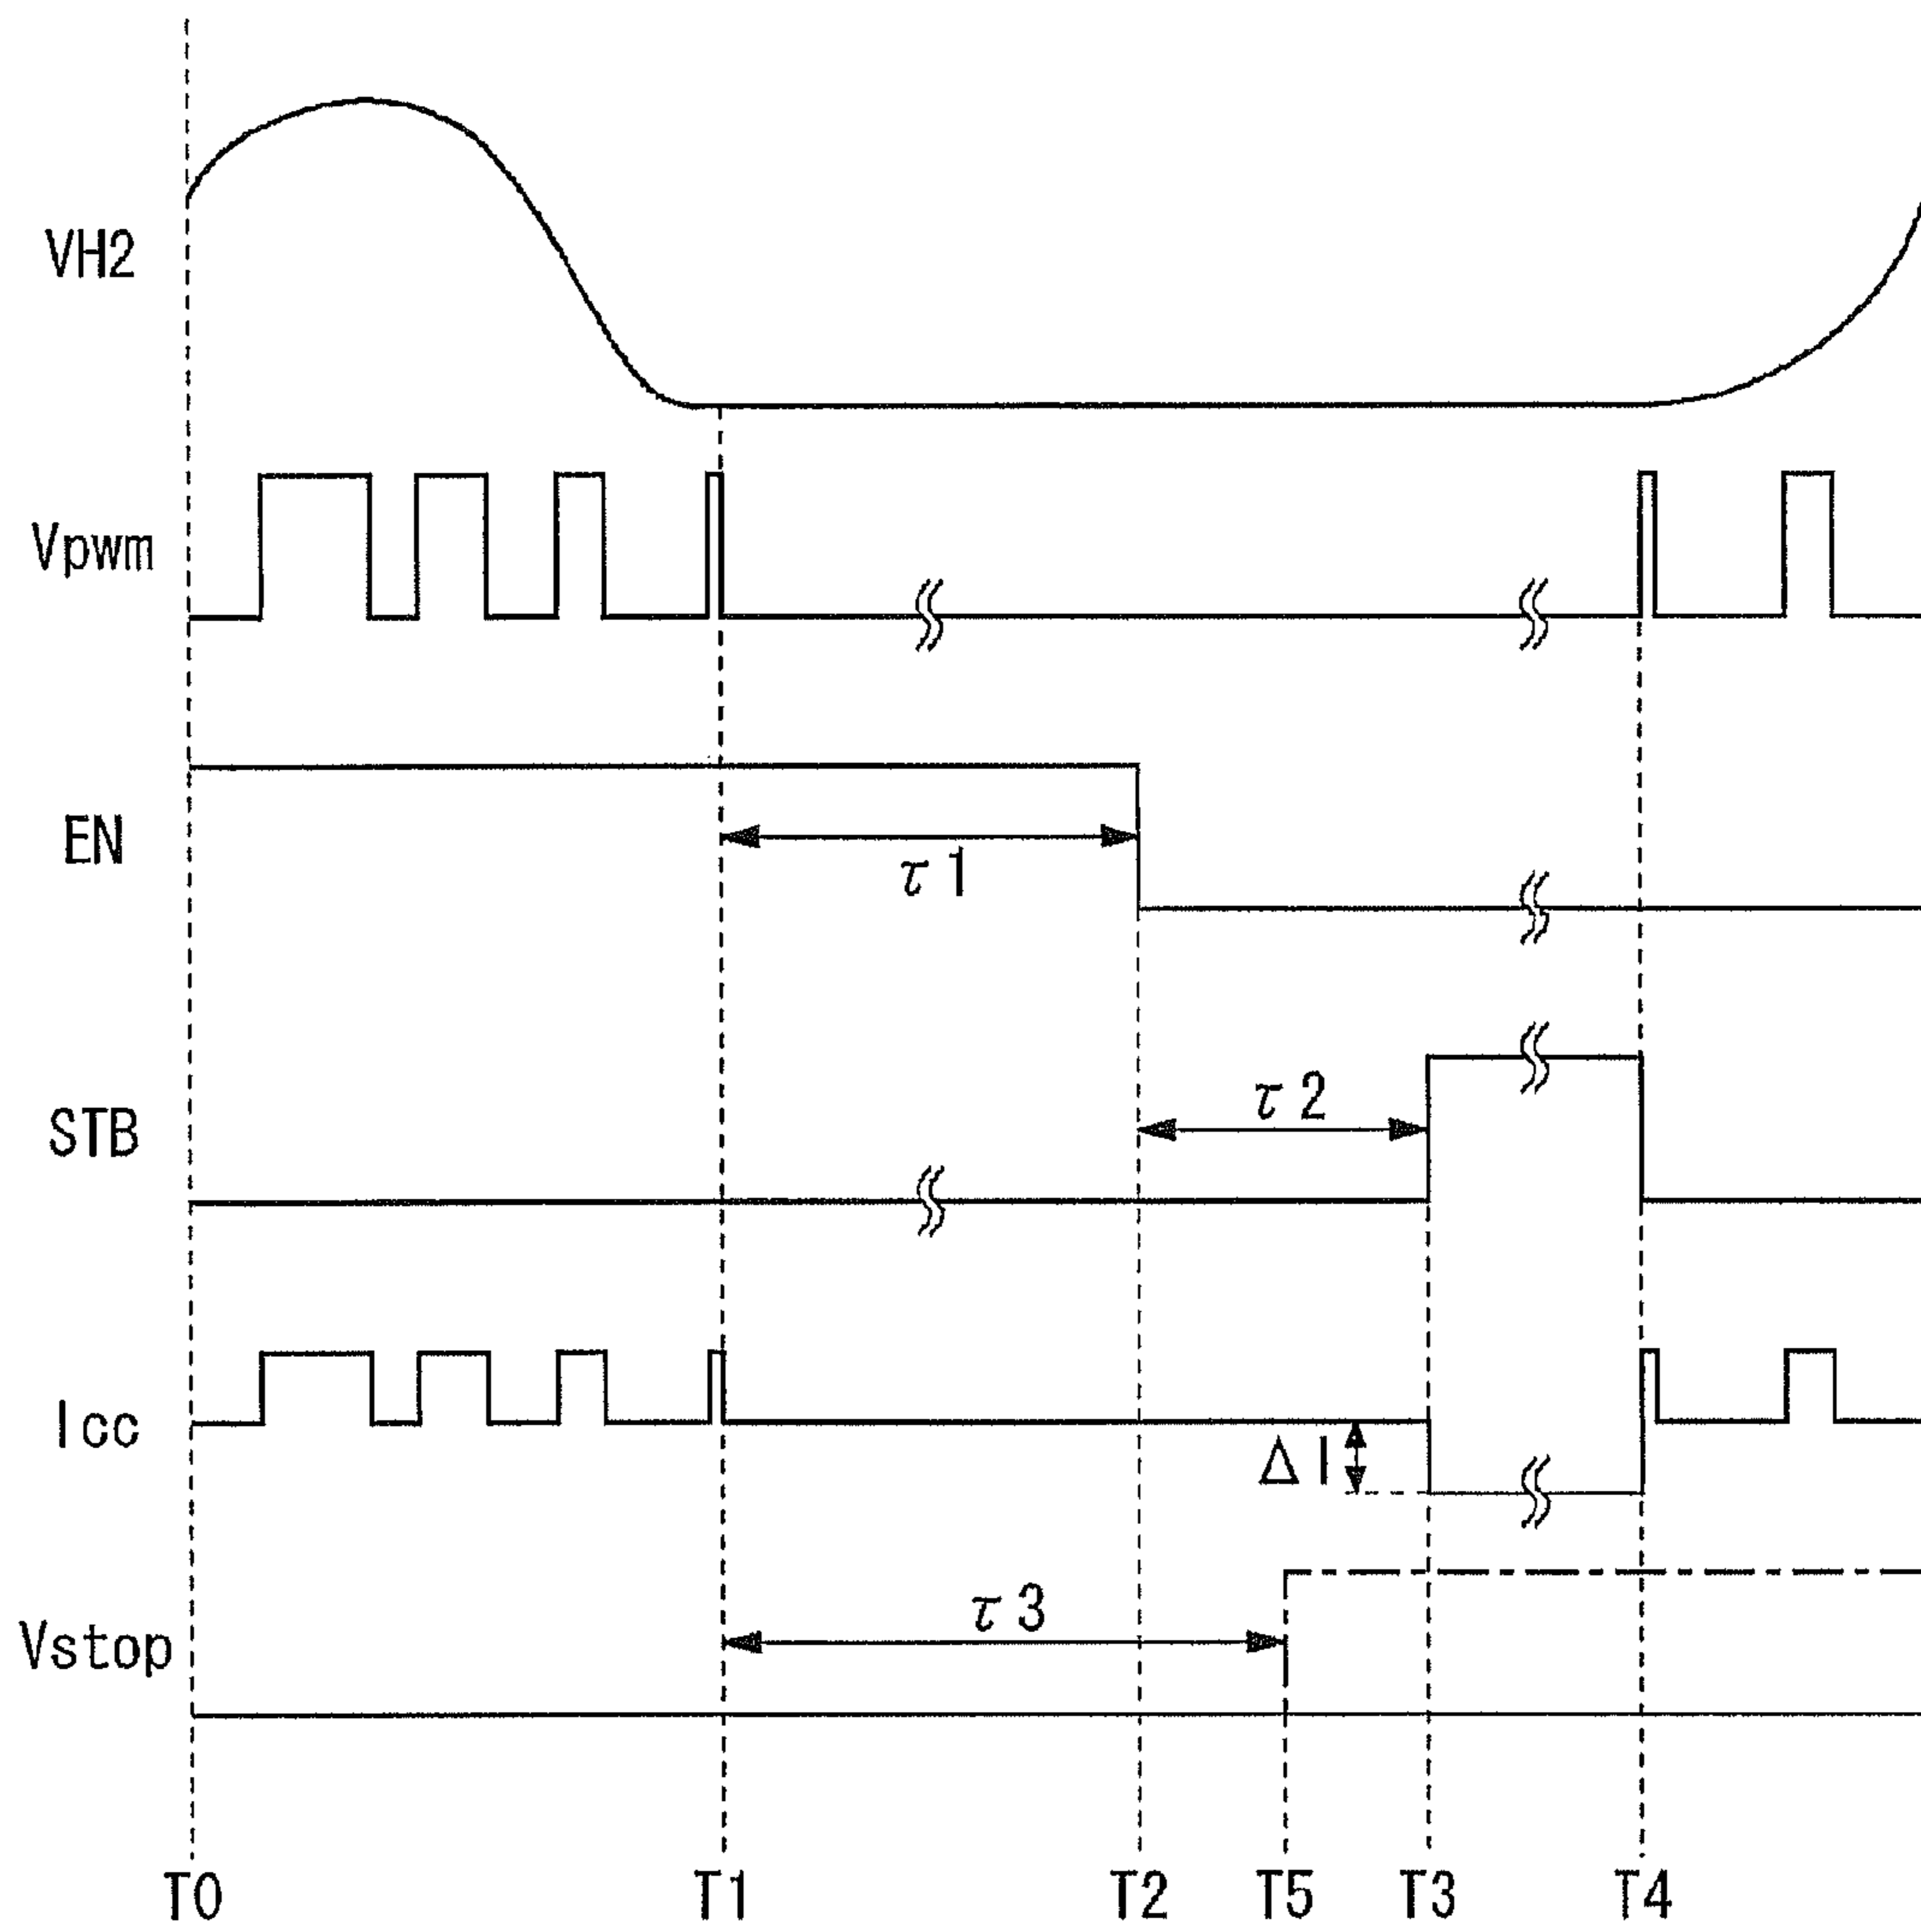 VH2
Vpwm
EN
τ1
STB
τ2
Icc
ΔI
Vstop
τ3
T0 T1 T2 T5 T3 T4